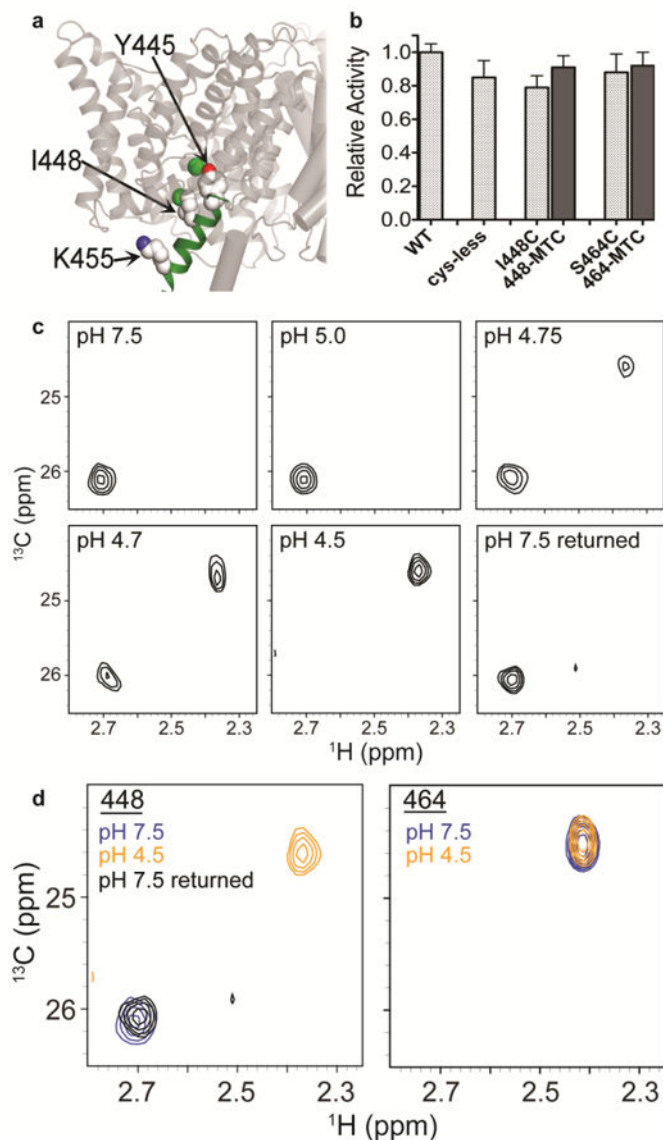 a
Y445
I448
K455
b
Relative Activity
1.0
0.8
0.6
0.4
0.2
0.0
WT
cys-less
I448C
448-MTC
S464C
464-MTC
c
pH 7.5
pH 5.0
pH 4.75
25
26
pH 4.7
pH 4.5
pH 7.5 returned
25
26
¹³C (ppm)
2.7 2.5 2.3 2.7 2.5 2.3 2.7 2.5 2.3
¹H (ppm)
d
448
pH 7.5
pH 4.5
pH 7.5 returned
464
pH 7.5
pH 4.5
25
26
¹³C (ppm)
2.7 2.5 2.3 2.7 2.5 2.3
¹H (ppm)